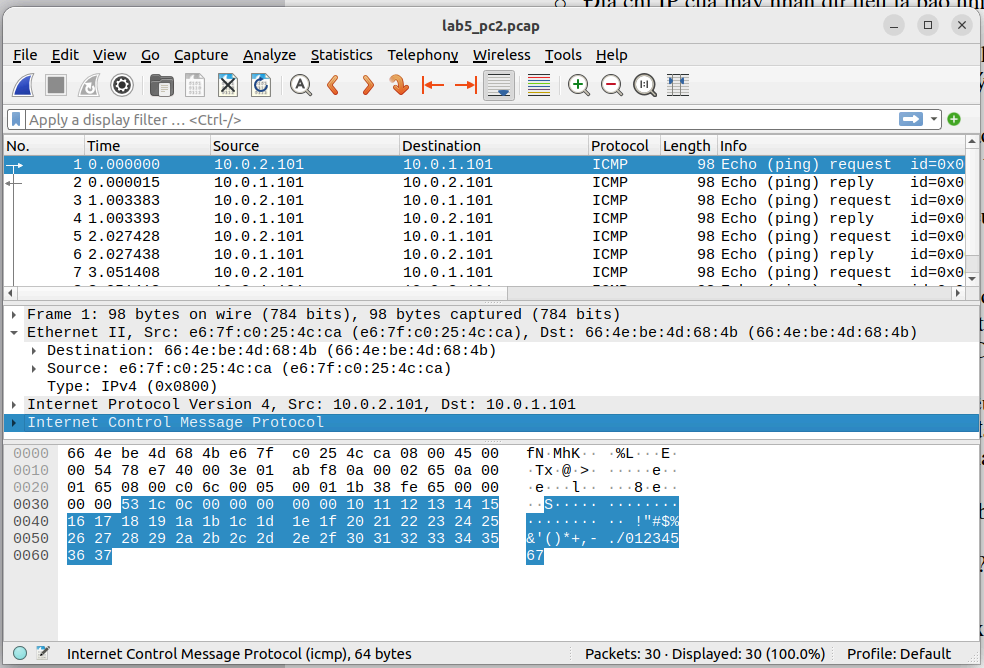 Địa chỉ IP của máy nhận dữ liệu là bao nhi
lab5_pc2.pcap
File Edit View Go Capture Analyze Statistics Telephony Wireless Tools Help
Apply a display filter … <Ctrl-/>
No. Time Source Destination Protocol Length Info
1 0.000000 10.0.2.101 10.0.1.101 ICMP 98 Echo (ping) request id=0x0
2 0.000015 10.0.1.101 10.0.2.101 ICMP 98 Echo (ping) reply id=0x0
3 1.003383 10.0.2.101 10.0.1.101 ICMP 98 Echo (ping) request id=0x0
4 1.003393 10.0.1.101 10.0.2.101 ICMP 98 Echo (ping) reply id=0x0
5 2.027428 10.0.2.101 10.0.1.101 ICMP 98 Echo (ping) request id=0x0
6 2.027438 10.0.1.101 10.0.2.101 ICMP 98 Echo (ping) reply id=0x0
7 3.051408 10.0.2.101 10.0.1.101 ICMP 98 Echo (ping) request id=0x0
Frame 1: 98 bytes on wire (784 bits), 98 bytes captured (784 bits)
Ethernet II, Src: e6:7f:c0:25:4c:ca (e6:7f:c0:25:4c:ca), Dst: 66:4e:be:4d:68:4b (66:4e:be:4d:68:4b)
Destination: 66:4e:be:4d:68:4b (66:4e:be:4d:68:4b)
Source: e6:7f:c0:25:4c:ca (e6:7f:c0:25:4c:ca)
Type: IPv4 (0x0800)
Internet Protocol Version 4, Src: 10.0.2.101, Dst: 10.0.1.101
Internet Control Message Protocol
0000 66 4e be 4d 68 4b e6 7f c0 25 4c ca 08 00 45 00 fN·MhK·· ·%L···E·
0010 00 54 78 e7 40 00 3e 01 ab f8 0a 00 02 65 0a 00 ·Tx·@·>· ·····e··
0020 01 65 08 00 c0 6c 00 05 00 01 1b 38 fe 65 00 00 ·e···l·· ···8·e··
0030 00 00 53 1c 0c 00 00 00 00 00 10 11 12 13 14 15 ··S····· ········
0040 16 17 18 19 1a 1b 1c 1d 1e 1f 20 21 22 23 24 25 ········ ·· !"#$%
0050 26 27 28 29 2a 2b 2c 2d 2e 2f 30 31 32 33 34 35 &'()*+,- ./012345
0060 36 37 67
Internet Control Message Protocol (icmp), 64 bytes Packets: 30 · Displayed: 30 (100.0%) Profile: Default